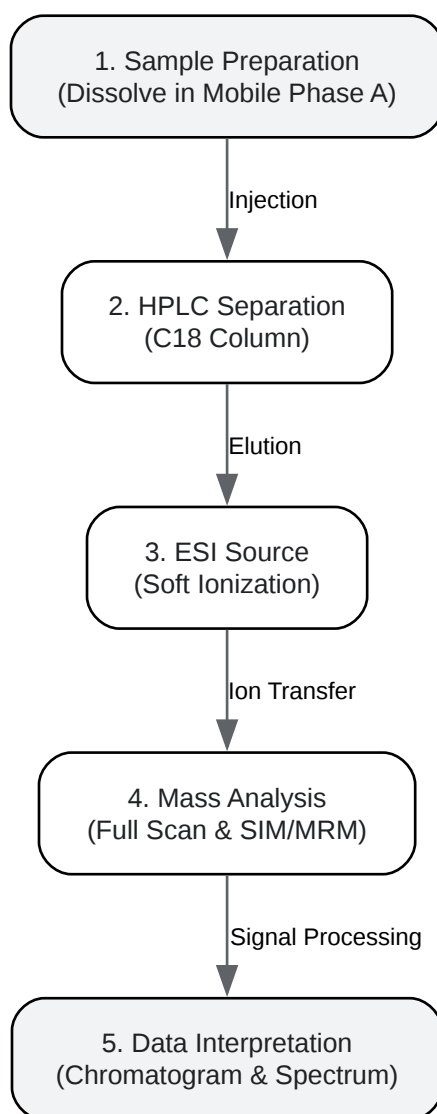 1. Sample Preparation
(Dissolve in Mobile Phase A)
Injection
2. HPLC Separation
(C18 Column)
Elution
3. ESI Source
(Soft Ionization)
Ion Transfer
4. Mass Analysis
(Full Scan & SIM/MRM)
Signal Processing
5. Data Interpretation
(Chromatogram & Spectrum)